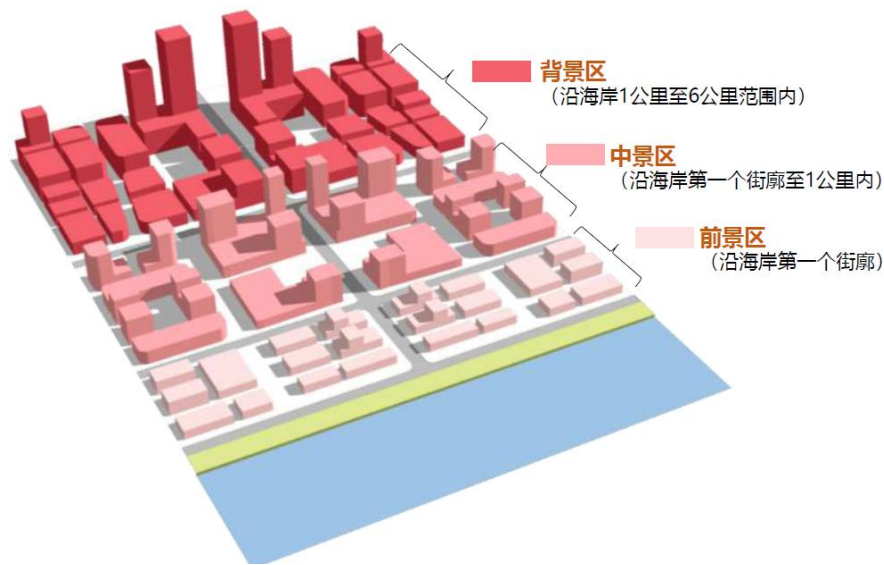 背景区
（沿海岸1公里至6公里范围内）
中景区
（沿海岸第一个街廓至1公里内）
前景区
（沿海岸第一个街廓）